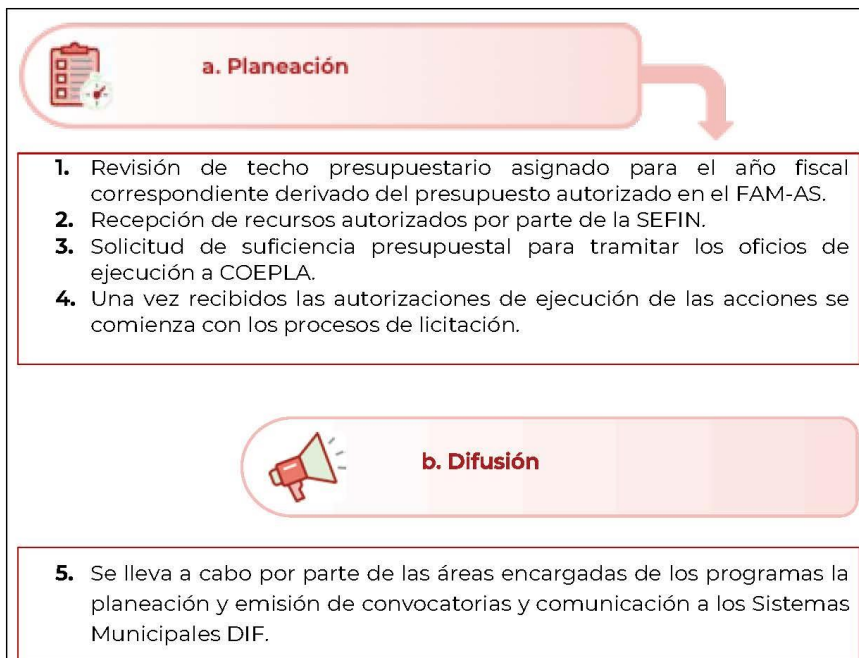 a. Planeación
1. Revisión de techo presupuestario asignado para el año fiscal
correspondiente derivado del presupuesto autorizado en el FAM-AS.
2. Recepción de recursos autorizados por parte de la SEFIN.
3. Solicitud de suficiencia presupuestal para tramitar los oficios de
ejecución a COEPLA.
4. Una vez recibidos las autorizaciones de ejecución de las acciones se
comienza con los procesos de licitación.
b. Difusión
5. Se lleva a cabo por parte de las áreas encargadas de los programas la
planeación y emisión de convocatorias y comunicación a los Sistemas
Municipales DIF.